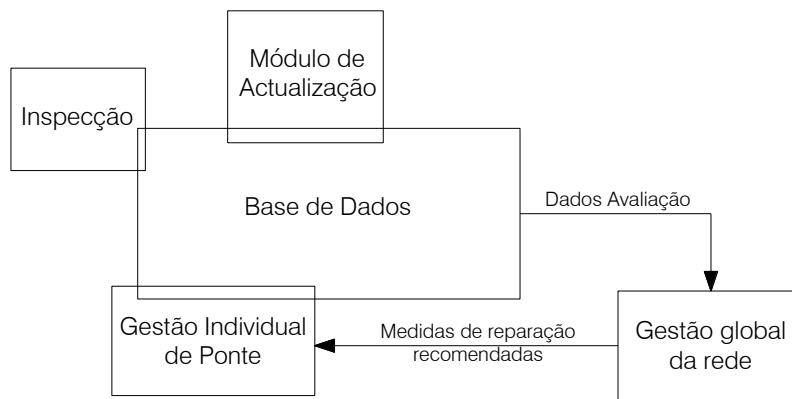 Módulo de
Actualização
Inspecção
Base de Dados
Dados Avaliação
Gestão Individual
de Ponte
Medidas de reparação
recomendadas
Gestão global
da rede